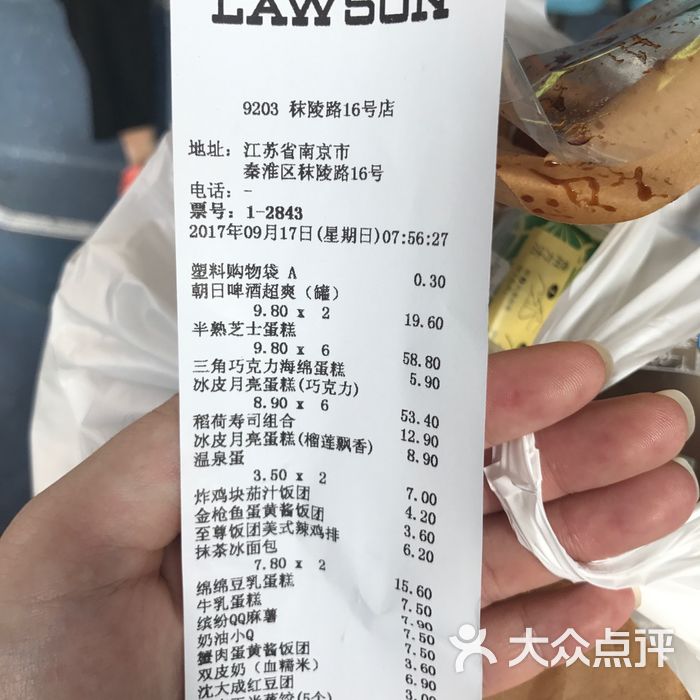 LAWSON
9203 秣陵路16号店
地址：江苏省南京市
秦淮区秣陵路16号
电话：-
票号：1-2843
2017年09月17日(星期日)07:56:27
塑料购物袋 A 0.30
朝日啤酒超爽（罐）
9.80 x 2 19.60
半熟芝士蛋糕
9.80 x 6 58.80
三角巧克力海绵蛋糕 5.90
冰皮月亮蛋糕(巧克力)
8.90 x 6 53.40
稻荷寿司组合 12.90
冰皮月亮蛋糕(榴莲飘香) 8.90
温泉蛋
3.50 x 2 7.00
炸鸡块茄汁饭团 4.20
金枪鱼蛋黄酱饭团 3.60
至尊饭团美式辣鸡排 6.20
抹茶冰面包
7.80 x 2 15.60
绵绵豆乳蛋糕 7.50
牛乳蛋糕 7.90
缤纷QQ麻薯 7.50
奶油小Q 7.50
蟹肉蛋黄酱饭团 3.60
双皮奶（血糯米） 6.90
沈大成红豆团 3.00
大众点评